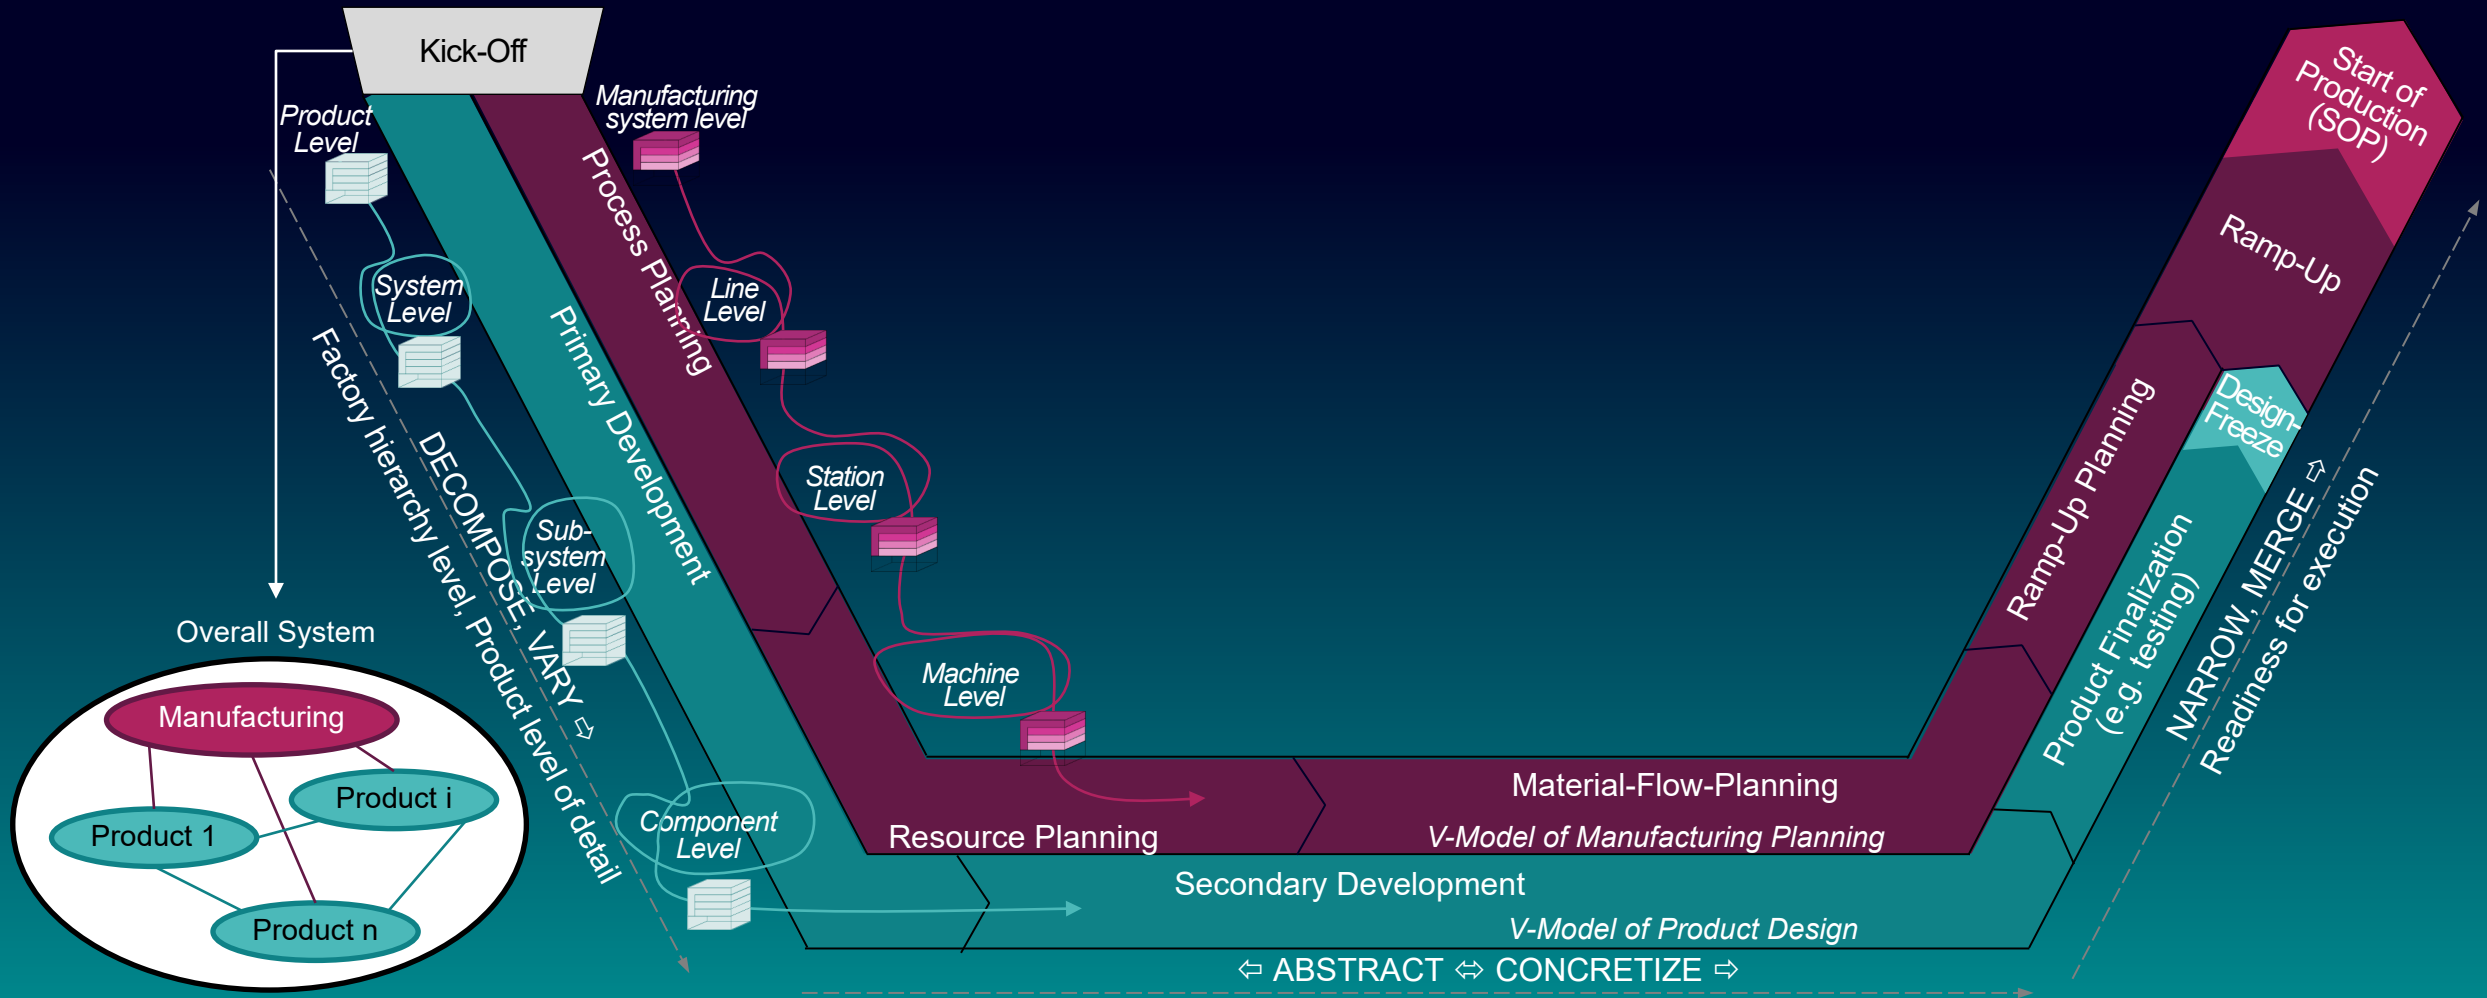 Kick-Off
Product
Level
Manufacturing
system level
Process Planning
Primary Development
System
Level
Line
Level
Station
Level
Sub-
system
Level
Machine
Level
Component
Level
DECOMPOSE, VARY ⇨
Factory hierarchy level, Product level of detail
Overall System
Manufacturing
Product i
Product 1
Product n
Resource Planning
Material-Flow-Planning
V-Model of Manufacturing Planning
Secondary Development
V-Model of Product Design
⇦ ABSTRACT ⬄ CONCRETIZE ⇨
Start of
Production
(SOP)
Ramp-Up
Ramp-Up Planning
Design-
Freeze
Product Finalization
(e.g. testing)
NARROW, MERGE ⇨
Readiness for execution